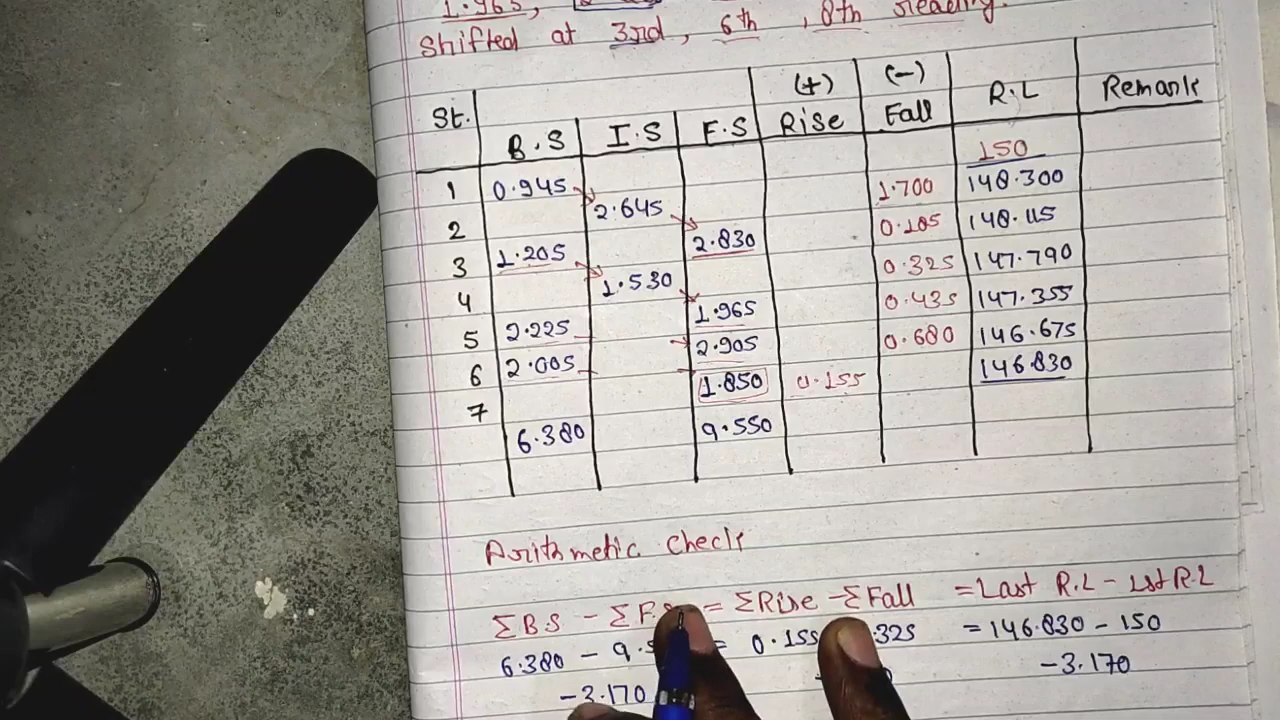 1.965,
Shifted at 3rd, 6th, 8th reading.
St. B.S I.S F.S (+) Rise (-) Fall R.L Remark
150
1 0.945 1.700 148.300
2.645
2 2.830 0.185 148.115
3 1.205 0.325 147.790
4 1.530 0.435 147.355
1.965
5 2.225 2.905 0.680 146.675
6 2.005 1.850 0.155 146.830
7
6.380 9.550
Arithmetic Check
ΣB.S - ΣF.S = ΣRise - ΣFall = Last R.L - 1st R.L
6.380 - 9. = 0.155 .325 = 146.830 - 150
-3.170 -3.170